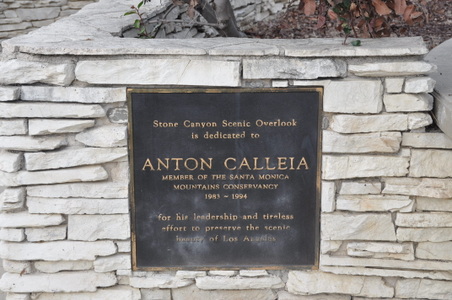 Stone Canyon Scenic Overlook
is dedicated to
ANTON CALLEIA
MEMBER OF THE SANTA MONICA
MOUNTAINS CONSERVANCY
1983 – 1994
for his leadership and tireless
effort to preserve the scenic
beauty of Los Angeles